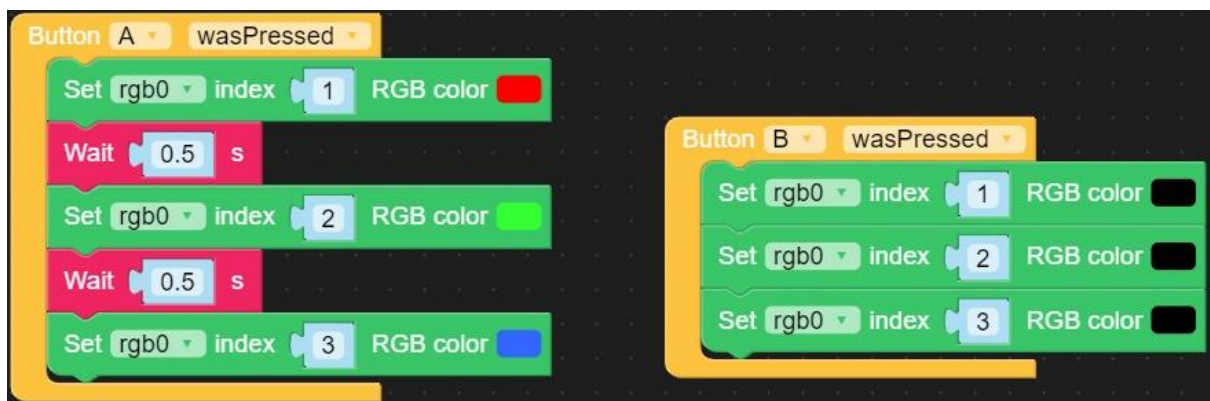 Button A wasPressed
Set rgb0 index 1 RGB color
Wait 0.5 s
Set rgb0 index 2 RGB color
Wait 0.5 s
Set rgb0 index 3 RGB color
Button B wasPressed
Set rgb0 index 1 RGB color
Set rgb0 index 2 RGB color
Set rgb0 index 3 RGB color